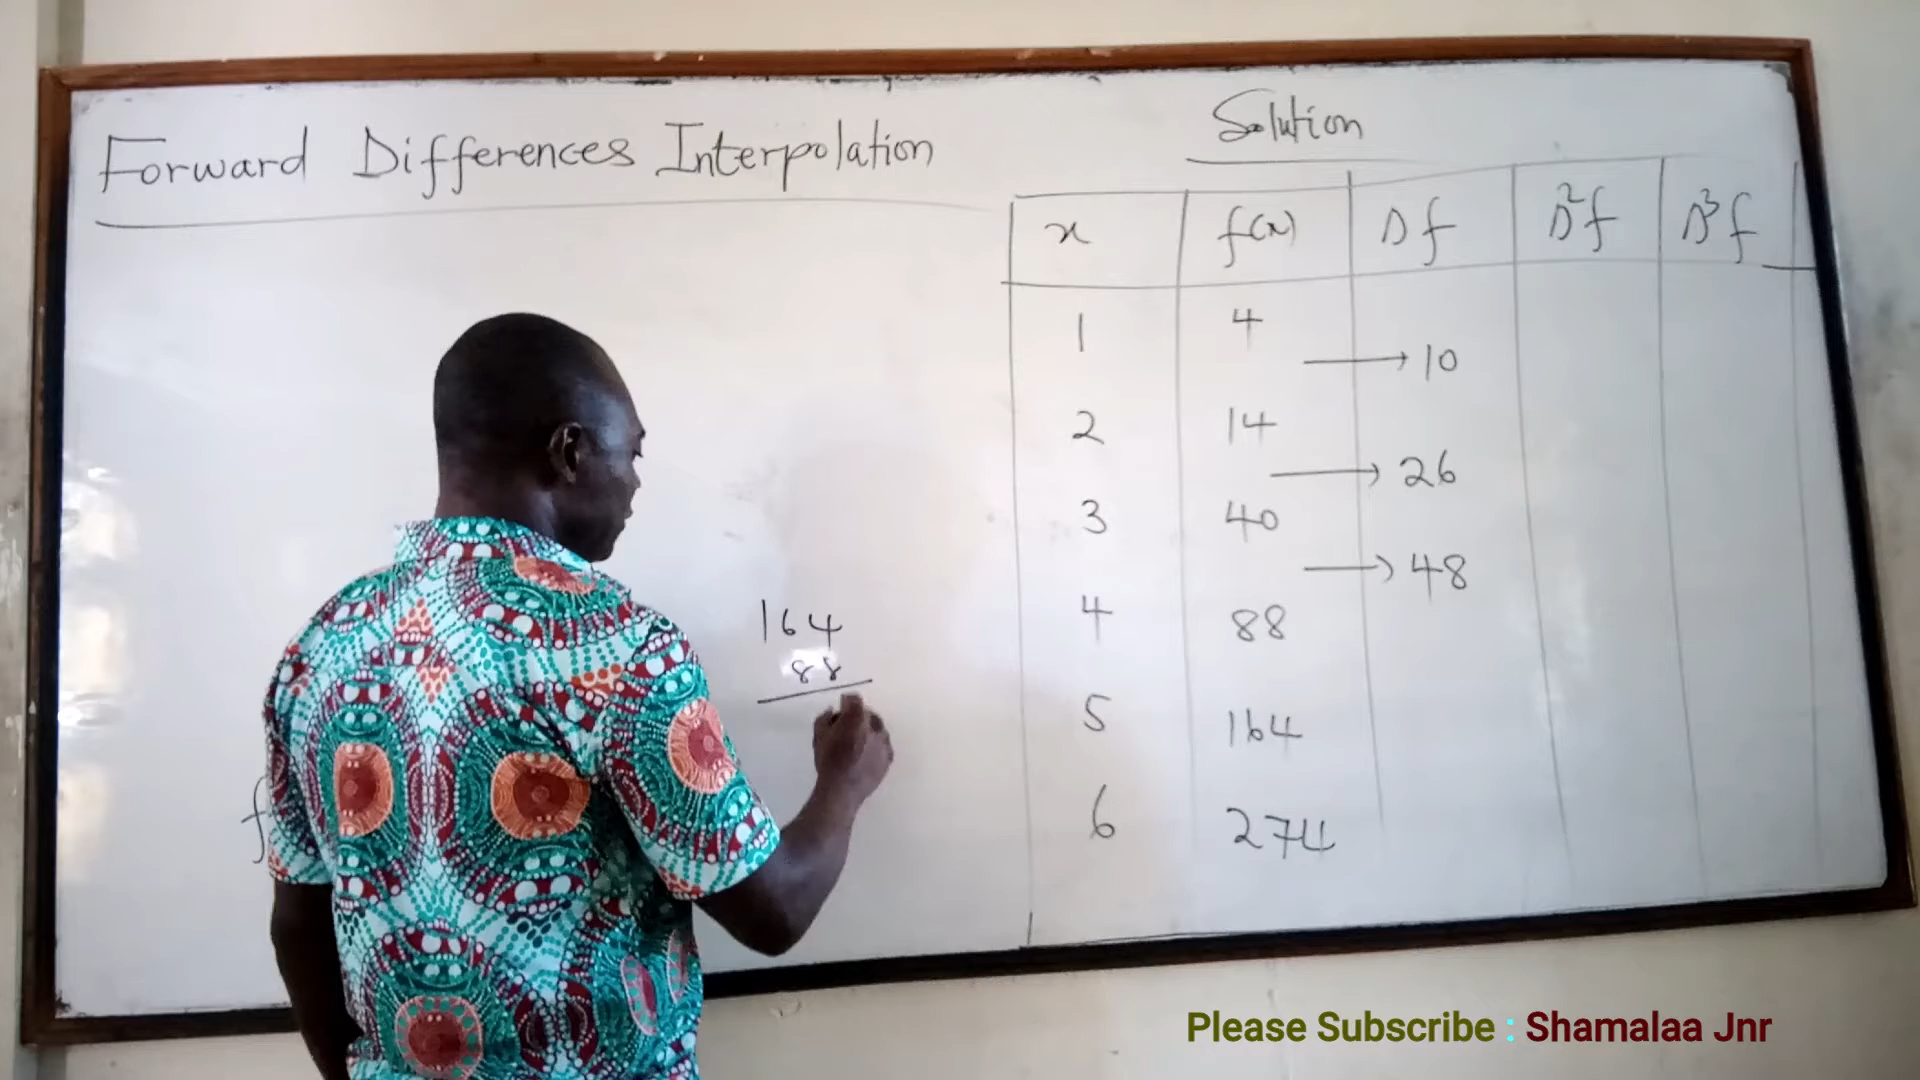 Forward Differences Interpolation
Solution
x f(x) Δf Δ²f Δ³f
1 4
→ 10
2 14
→ 26
3 40
→ 48
4 88
5 164
6 274
164
88
f
Please Subscribe : Shamalaa Jnr